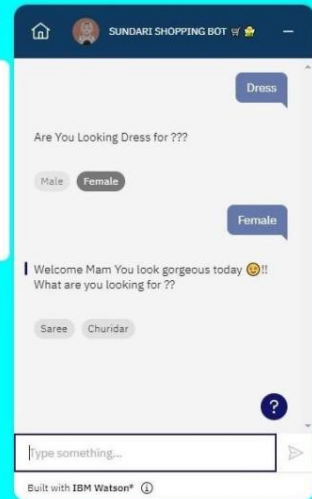 SUNDARI SHOPPING BOT 🛒 👷
Dress
Are You Looking Dress for ???
Male Female
Female
Welcome Mam You look gorgeous today 😉!!
What are you looking for ??
Saree Churidar
?
Type something...
Built with IBM Watson®